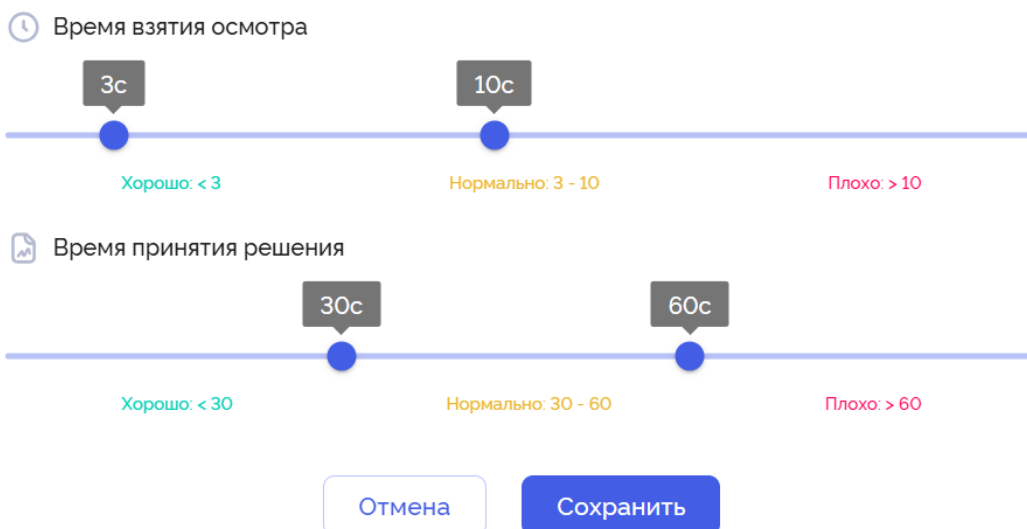 Время взятия осмотра
3с
10с
Хорошо: < 3
Нормально: 3 - 10
Плохо: > 10
Время принятия решения
30с
60с
Хорошо: < 30
Нормально: 30 - 60
Плохо: > 60
Отмена
Сохранить